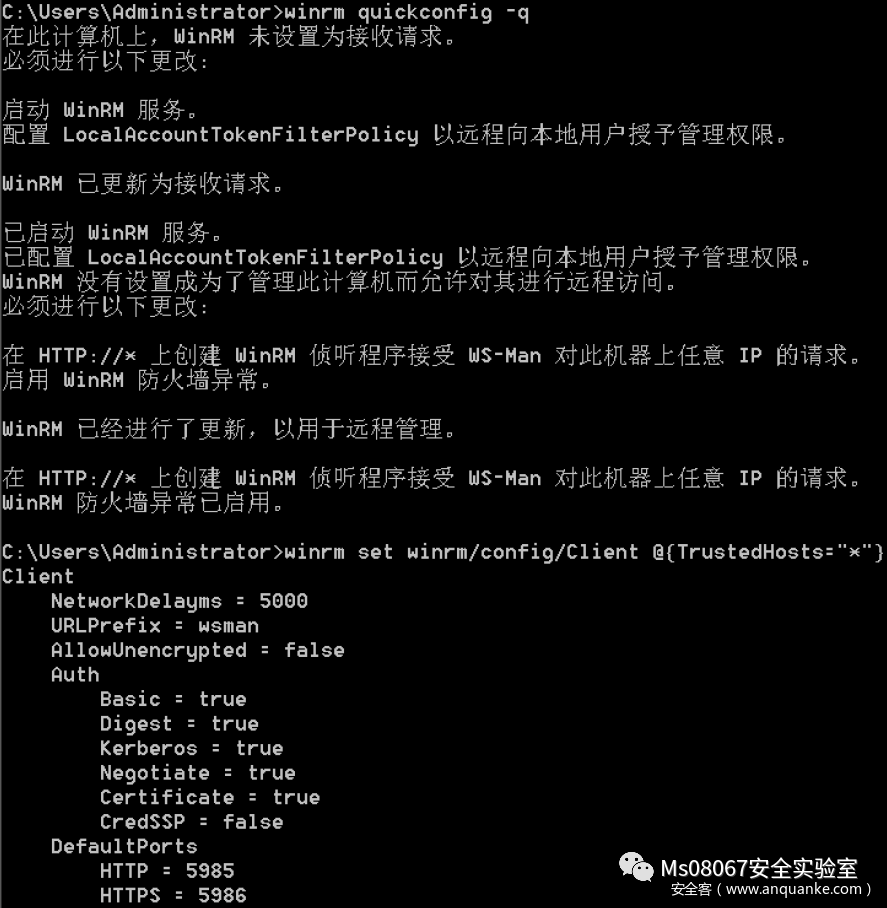 C:\Users\Administrator>winrm quickconfig -q
在此计算机上，WinRM 未设置为接收请求。
必须进行以下更改:
启动 WinRM 服务。
配置 LocalAccountTokenFilterPolicy 以远程向本地用户授予管理权限。
WinRM 已更新为接收请求。
已启动 WinRM 服务。
已配置 LocalAccountTokenFilterPolicy 以远程向本地用户授予管理权限。
WinRM 没有设置成为了管理此计算机而允许对其进行远程访问。
必须进行以下更改:
在 HTTP://* 上创建 WinRM 侦听程序接受 WS-Man 对此机器上任意 IP 的请求。
启用 WinRM 防火墙异常。
WinRM 已经进行了更新，以用于远程管理。
在 HTTP://* 上创建 WinRM 侦听程序接受 WS-Man 对此机器上任意 IP 的请求。
WinRM 防火墙异常已启用。
C:\Users\Administrator>winrm set winrm/config/Client @{TrustedHosts="*"}
Client
NetworkDelayms = 5000
URLPrefix = wsman
AllowUnencrypted = false
Auth
Basic = true
Digest = true
Kerberos = true
Negotiate = true
Certificate = true
CredSSP = false
DefaultPorts
HTTP = 5985
HTTPS = 5986
Ms08067安全实验室
安全客（www.anquanke.com）